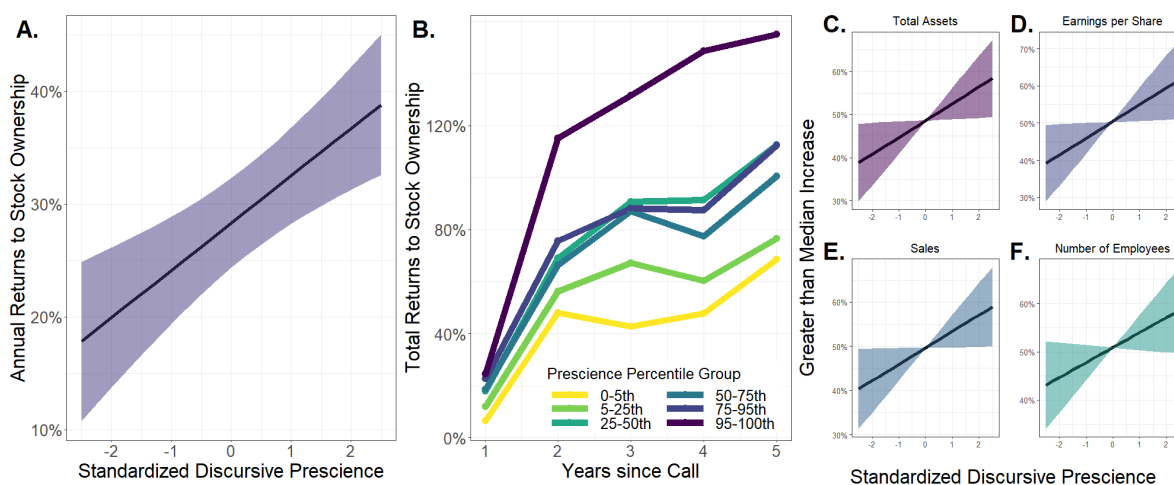 A.
Annual Returns to Stock Ownership
40%
30%
20%
10%
-2
-1
0
1
2
Standardized Discursive Prescience
B.
Total Returns to Stock Ownership
120%
80%
40%
0%
Prescience Percentile Group
0-5th
5-25th
25-50th
50-75th
75-95th
95-100th
1
2
3
4
5
Years since Call
Greater than Median Increase
C.
Total Assets
60%
50%
40%
30%
-2
-1
0
1
2
D.
Earnings per Share
70%
60%
50%
40%
30%
-2
-1
0
1
2
E.
Sales
60%
50%
40%
30%
-2
-1
0
1
2
F.
Number of Employees
60%
50%
40%
-2
-1
0
1
2
Standardized Discursive Prescience